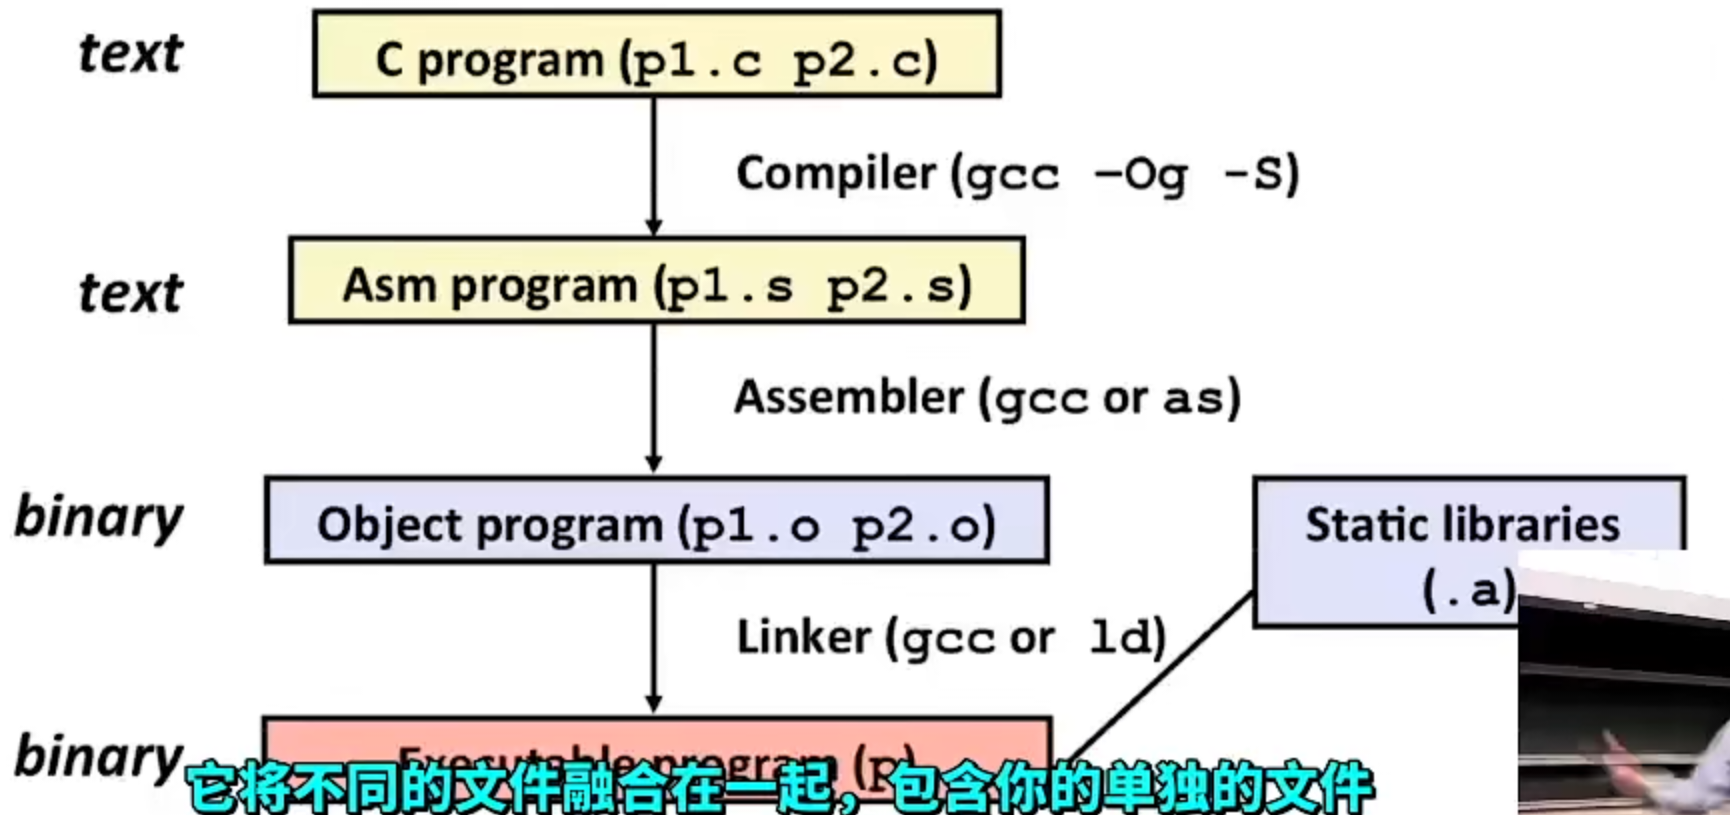 text
C program (p1.c p2.c)
Compiler (gcc –Og -S)
text
Asm program (p1.s p2.s)
Assembler (gcc or as)
binary
Object program (p1.o p2.o)
Static libraries
(.a)
Linker (gcc or ld)
binary
Executable program (p)
它将不同的文件融合在一起，包含你的单独的文件